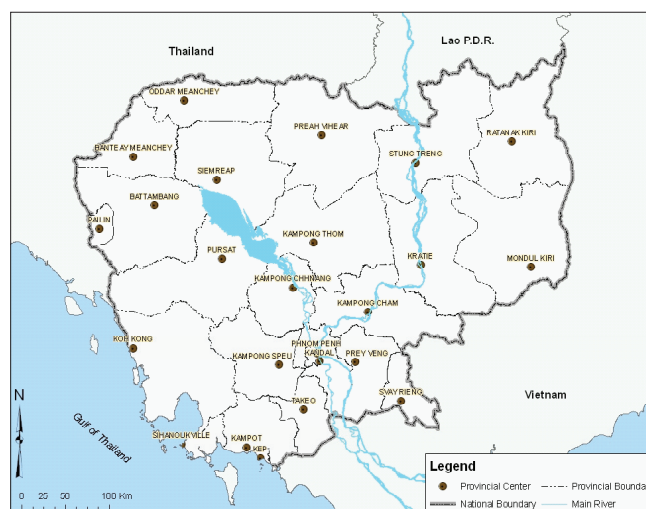 Thailand
Lao P.D.R.
ODDAR MEANCHEY
PREAH VIHEAR
RATANAK KIRI
BANTEAY MEANCHEY
STUNG TRENG
SIEMREAP
BATTAMBANG
PAILIN
KAMPONG THOM
PURSAT
KRATIE
MONDUL KIRI
KAMPONG CHHNANG
KAMPONG CHAM
KOH KONG
PHNOM PENH
KANDAL
KAMPONG SPEU
PREY VENG
SVAY RIENG
Vietnam
TAKEO
N
Gulf of Thailand
SIHANOUKVILLE
KAMPOT
KEP
Legend
Provincial Center
Provincial Bounda
National Boundary
Main River
0 25 50 100 Km